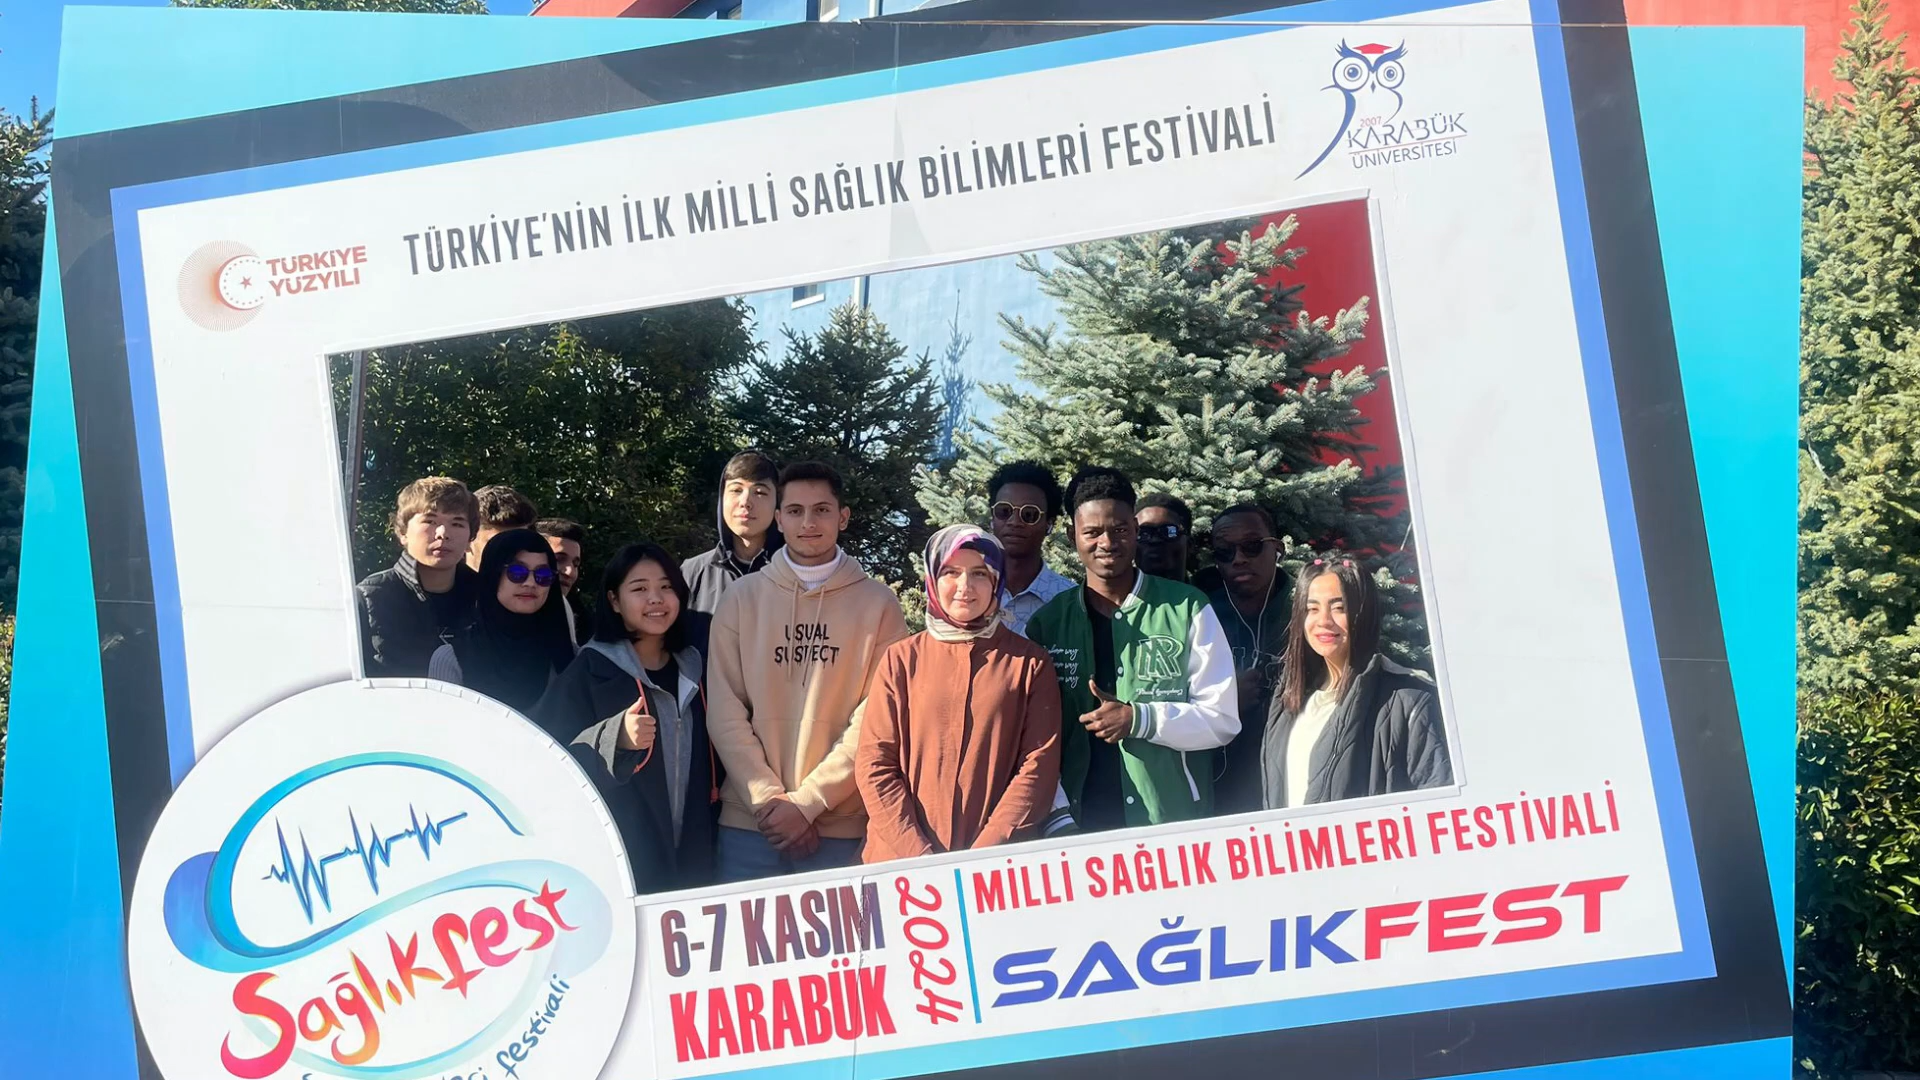 TÜRKİYE'NİN İLK MİLLİ SAĞLIK BİLİMLERİ FESTİVALİ
2007
KARABÜK
ÜNİVERSİTESİ
TÜRKİYE
YÜZYILI
USUAL
SUSPECT
AR
Sağlıkfest
festivali
6-7 KASIM
KARABÜK
2024
MİLLİ SAĞLIK BİLİMLERİ FESTİVALİ
SAĞLIKFEST